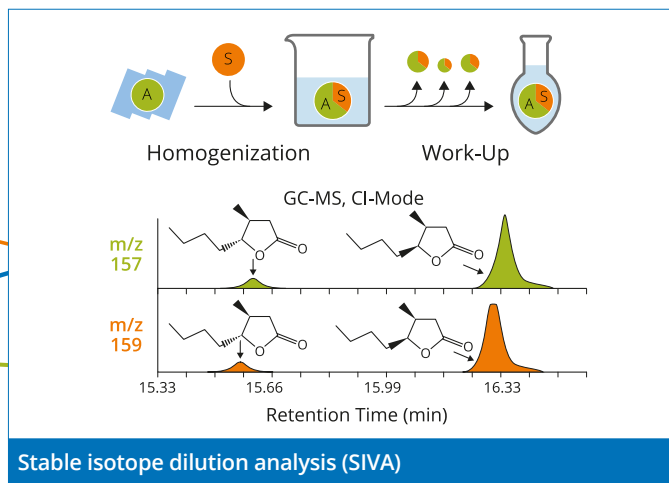 S
A
A S
A S
Homogenization
Work-Up
GC-MS, CI-Mode
m/z
157
O
O
O
O
m/z
159
O
O
O
O
15.33 15.66 15.99 16.33
Retention Time (min)
Stable isotope dilution analysis (SIVA)